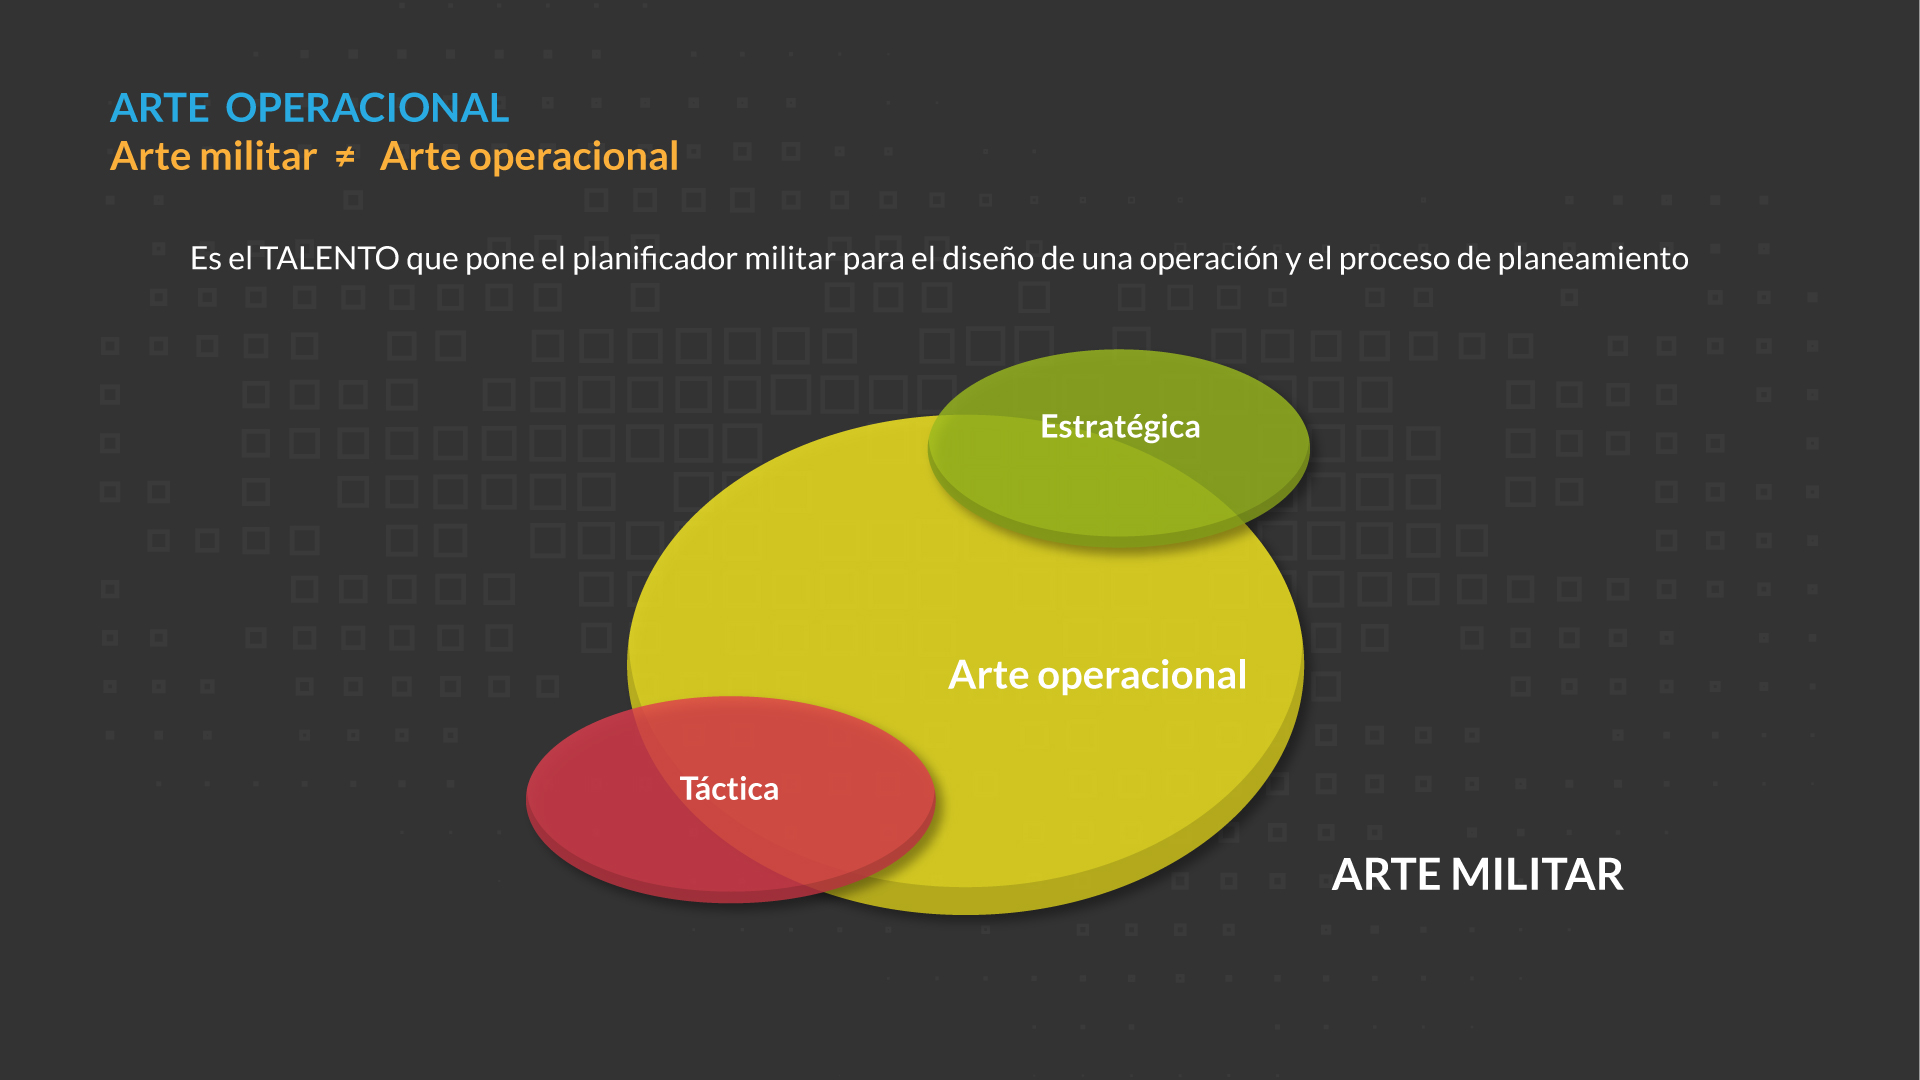 ARTE OPERACIONAL
Arte militar ≠ Arte operacional
Es el TALENTO que pone el planificador militar para el diseño de una operación y el proceso de planeamiento
Estratégica
Arte operacional
Táctica
ARTE MILITAR